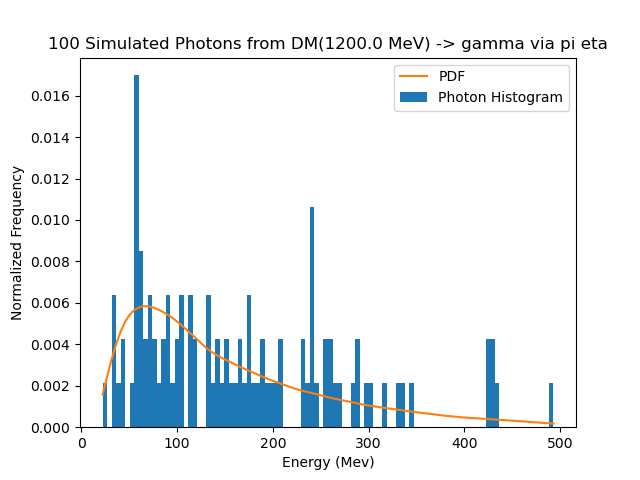 100 Simulated Photons from DM(1200.0 MeV) -> gamma via pi eta
PDF
Photon Histogram
Normalized Frequency
0.016
0.014
0.012
0.010
0.008
0.006
0.004
0.002
0.000
0 100 200 300 400 500
Energy (Mev)